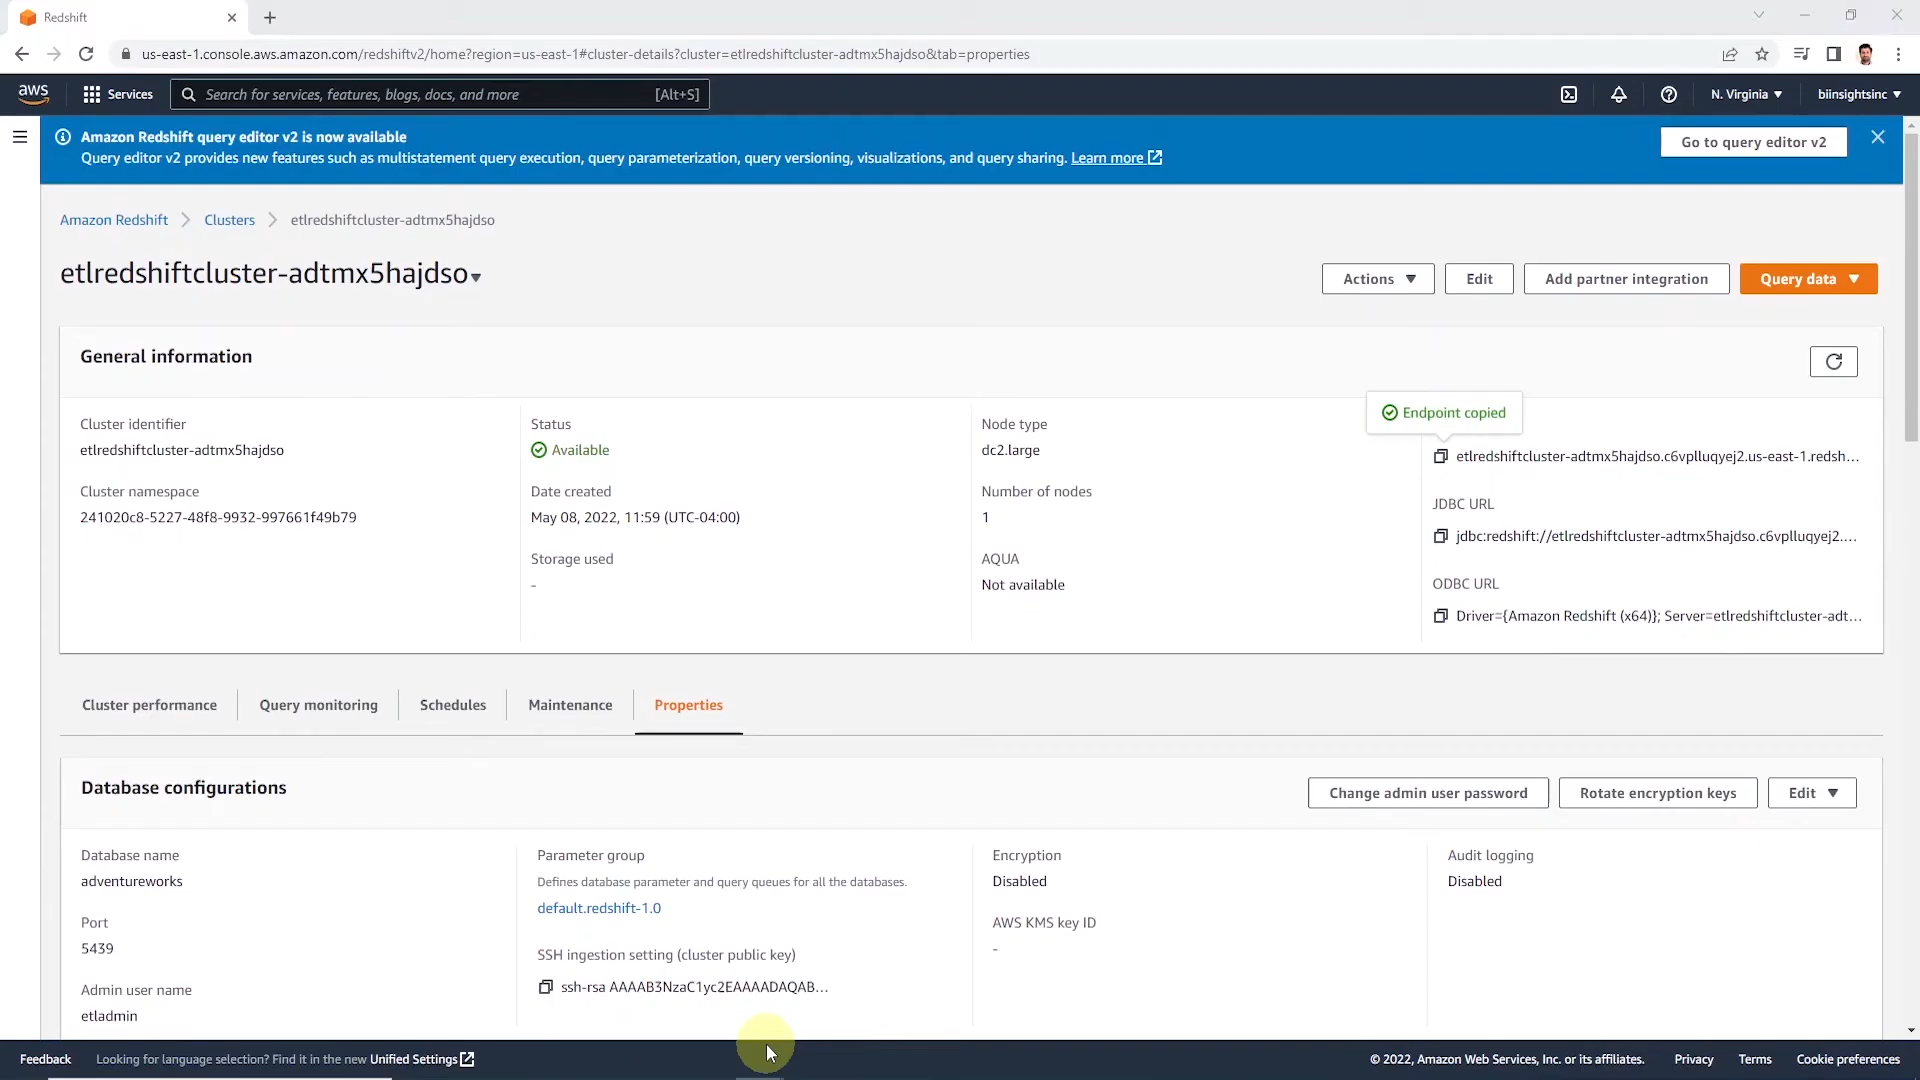 Redshift
us-east-1.console.aws.amazon.com/redshiftv2/home?region=us-east-1#cluster-details?cluster=etlredshiftcluster-adtmx5hajdso&tab=properties
aws
Services
Search for services, features, blogs, docs, and more
[Alt+S]
N. Virginia
biinsightsinc
Amazon Redshift query editor v2 is now available
Query editor v2 provides new features such as multistatement query execution, query parameterization, query versioning, visualizations, and query sharing. Learn more
Go to query editor v2
Amazon Redshift
Clusters
etlredshiftcluster-adtmx5hajdso
etlredshiftcluster-adtmx5hajdso
Actions
Edit
Add partner integration
Query data
General information
Cluster identifier
etlredshiftcluster-adtmx5hajdso
Cluster namespace
241020c8-5227-48f8-9932-997661f49b79
Status
Available
Date created
May 08, 2022, 11:59 (UTC-04:00)
Storage used
-
Node type
dc2.large
Number of nodes
1
AQUA
Not available
Endpoint copied
etlredshiftcluster-adtmx5hajdso.c6vplluqyej2.us-east-1.redsh...
JDBC URL
jdbc:redshift://etlredshiftcluster-adtmx5hajdso.c6vplluqyej2....
ODBC URL
Driver={Amazon Redshift (x64)}; Server=etlredshiftcluster-adt...
Cluster performance
Query monitoring
Schedules
Maintenance
Properties
Database configurations
Change admin user password
Rotate encryption keys
Edit
Database name
adventureworks
Port
5439
Admin user name
etladmin
Parameter group
Defines database parameter and query queues for all the databases.
default.redshift-1.0
SSH ingestion setting (cluster public key)
ssh-rsa AAAAB3NzaC1yc2EAAAADAQAB...
Encryption
Disabled
AWS KMS key ID
-
Audit logging
Disabled
Feedback
Looking for language selection? Find it in the new Unified Settings
© 2022, Amazon Web Services, Inc. or its affiliates.
Privacy
Terms
Cookie preferences